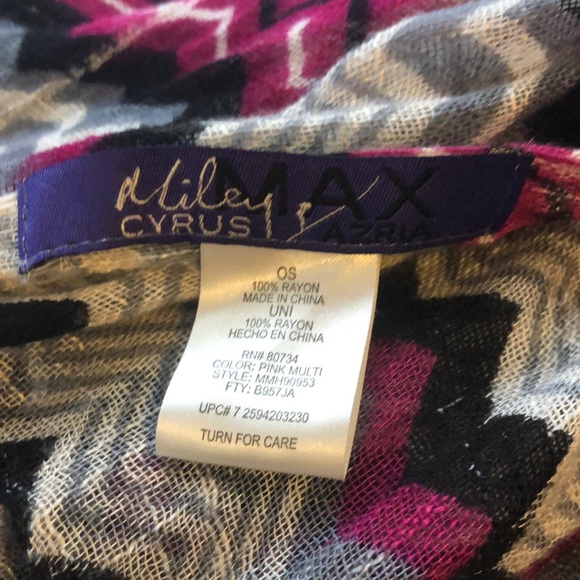 Miley MAX
CYRUS & AZRIA
OS
100% RAYON
MADE IN CHINA
UNI
100% RAYON
HECHO EN CHINA
RN# 80734
COLOR: PINK MULTI
STYLE: MMH90953
FTY: B957JA
UPC# 7 2594203230
TURN FOR CARE